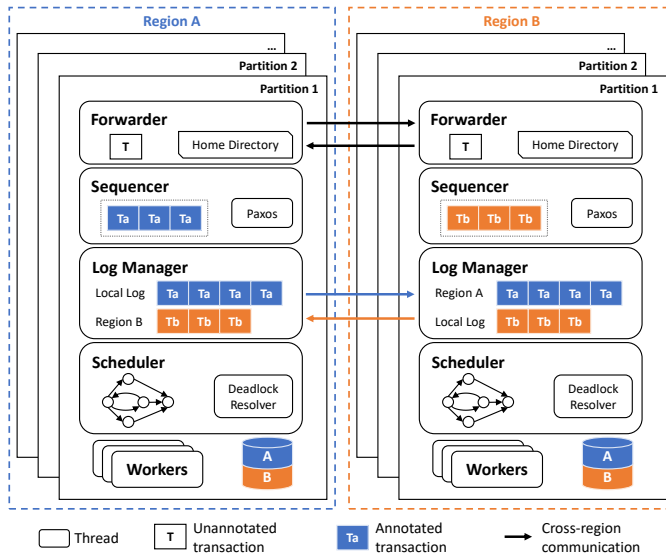 Region A
...
Partition 2
Partition 1
Forwarder
T
Home Directory
Sequencer
Ta Ta Ta
Paxos
Log Manager
Local Log Ta Ta Ta Ta
Region B Tb Tb Tb
Scheduler
Deadlock
Resolver
Workers
A
B
Region B
...
Partition 2
Partition 1
Forwarder
T
Home Directory
Sequencer
Tb Tb Tb
Paxos
Log Manager
Region A Ta Ta Ta Ta
Local Log Tb Tb Tb
Scheduler
Deadlock
Resolver
Workers
A
B
Thread
T
Unannotated
transaction
Ta
Annotated
transaction
Cross-region
communication